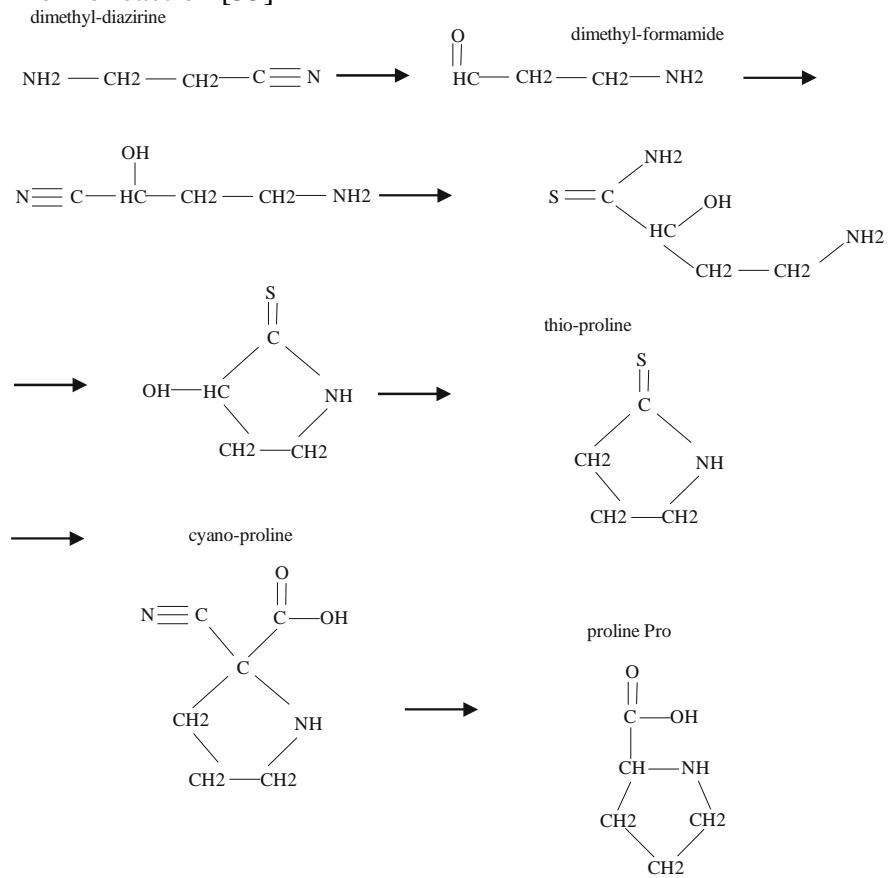 dimethyl-diazirine
NH2 CH2 CH2 C N
O
dimethyl-formamide
HC CH2 CH2 NH2
OH
N C HC CH2 CH2 NH2
NH2
S C
OH
HC
NH2
CH2 CH2
S
C
OH HC
NH
CH2 CH2
thio-proline
S
C
CH2
NH
CH2 CH2
cyano-proline
O
N C C OH
C
CH2
NH
CH2 CH2
proline Pro
O
C OH
CH NH
CH2 CH2
CH2